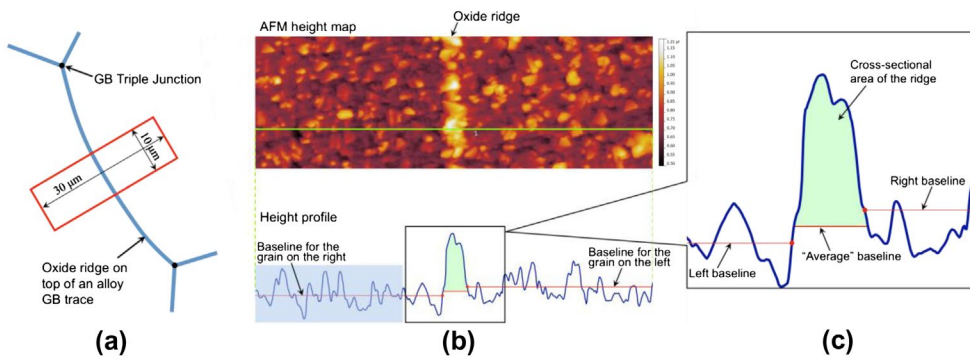 GB Triple Junction
10 µm
30 µm
Oxide ridge on
top of an alloy
GB trace
(a)
AFM height map
Oxide ridge
1
Height profile
Baseline for the
grain on the right
Baseline for the
grain on the left
(b)
Cross-sectional
area of the ridge
Right baseline
Left baseline
"Average" baseline
(c)